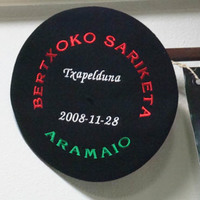 BERTXOKO SARIKETA
Txapelduna
2008-11-28
ARAMAIO